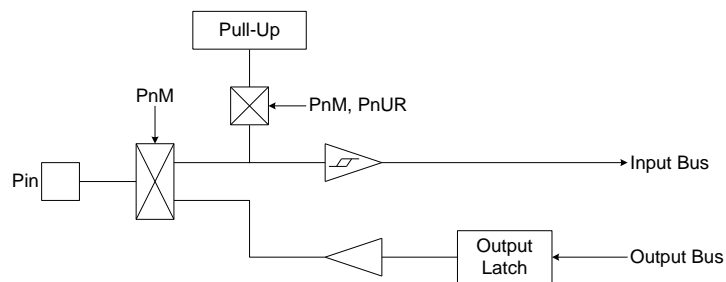 Pull-Up
PnM
PnM, PnUR
Pin
Input Bus
Output
Latch
Output Bus